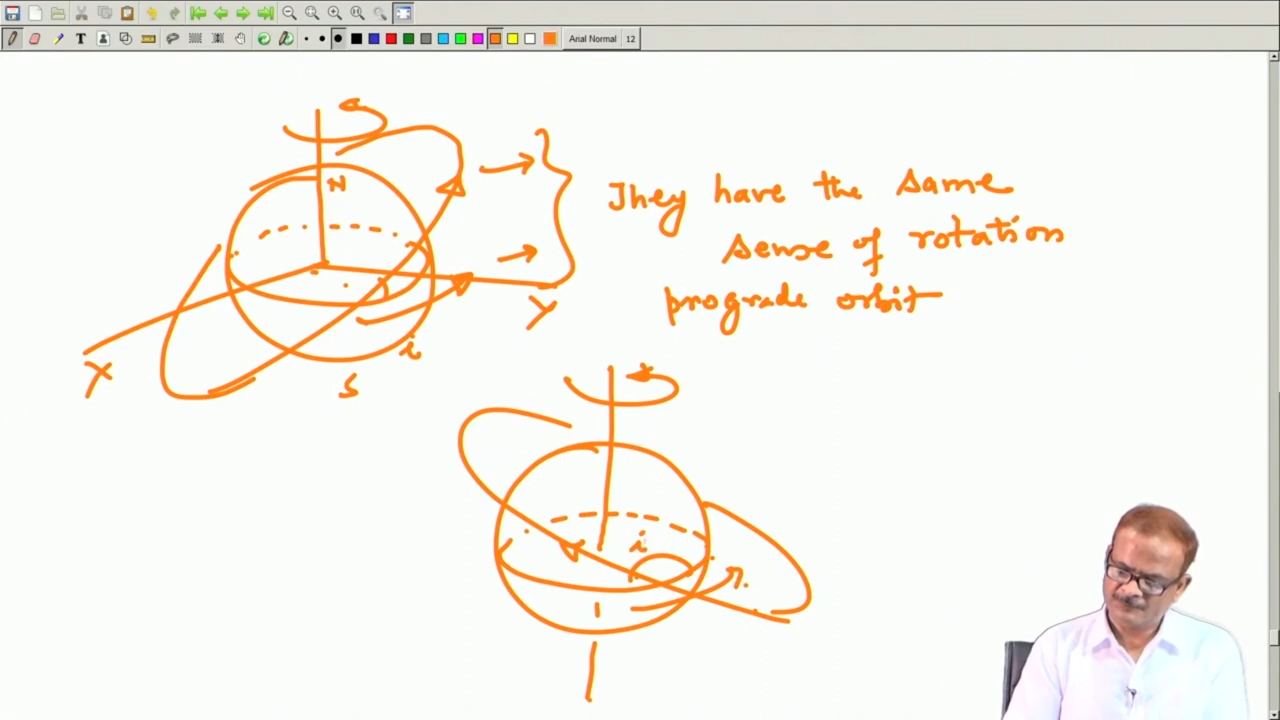 T
Arial Normal 12
N
They have the same
sense of rotation
prograde orbit
X
Y
i
S
i